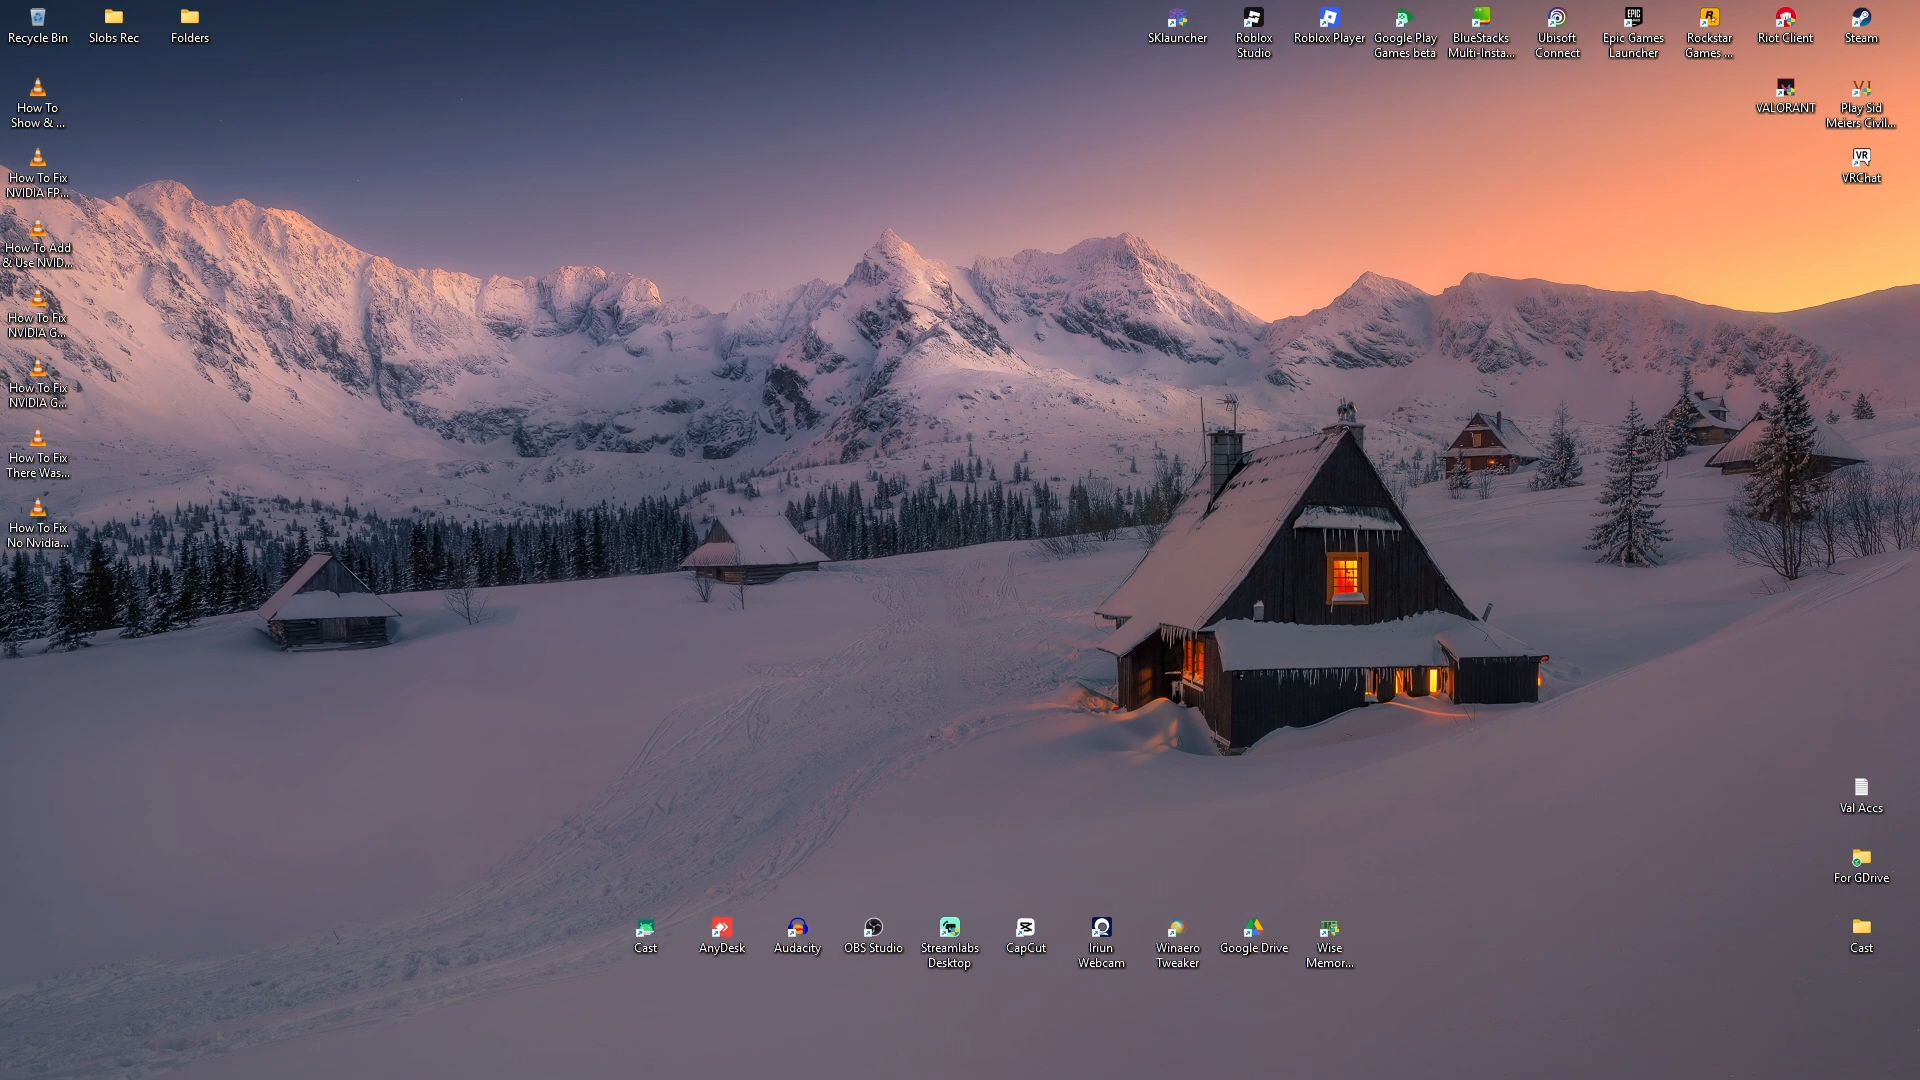 Recycle Bin
Slobs Rec
Folders
SKlauncher
Roblox
Studio
Roblox Player
Google Play
Games beta
BlueStacks
Multi-Insta...
Ubisoft
Connect
EPIC
GAMES
Epic Games
Launcher
Rockstar
Games ...
Riot Client
Steam
How To
Show & ...
VALORANT
Play Sid
Meiers Civil...
How To Fix
NVIDIA FP...
VR
VRChat
How To Add
& Use NVID...
How To Fix
NVIDIA G...
How To Fix
NVIDIA G...
How To Fix
There Was...
How To Fix
No Nvidia...
Val Accs
For GDrive
Cast
AnyDesk
Audacity
OBS Studio
Streamlabs
Desktop
CapCut
Iriun
Webcam
Winaero
Tweaker
Google Drive
Wise
Memor...
Cast